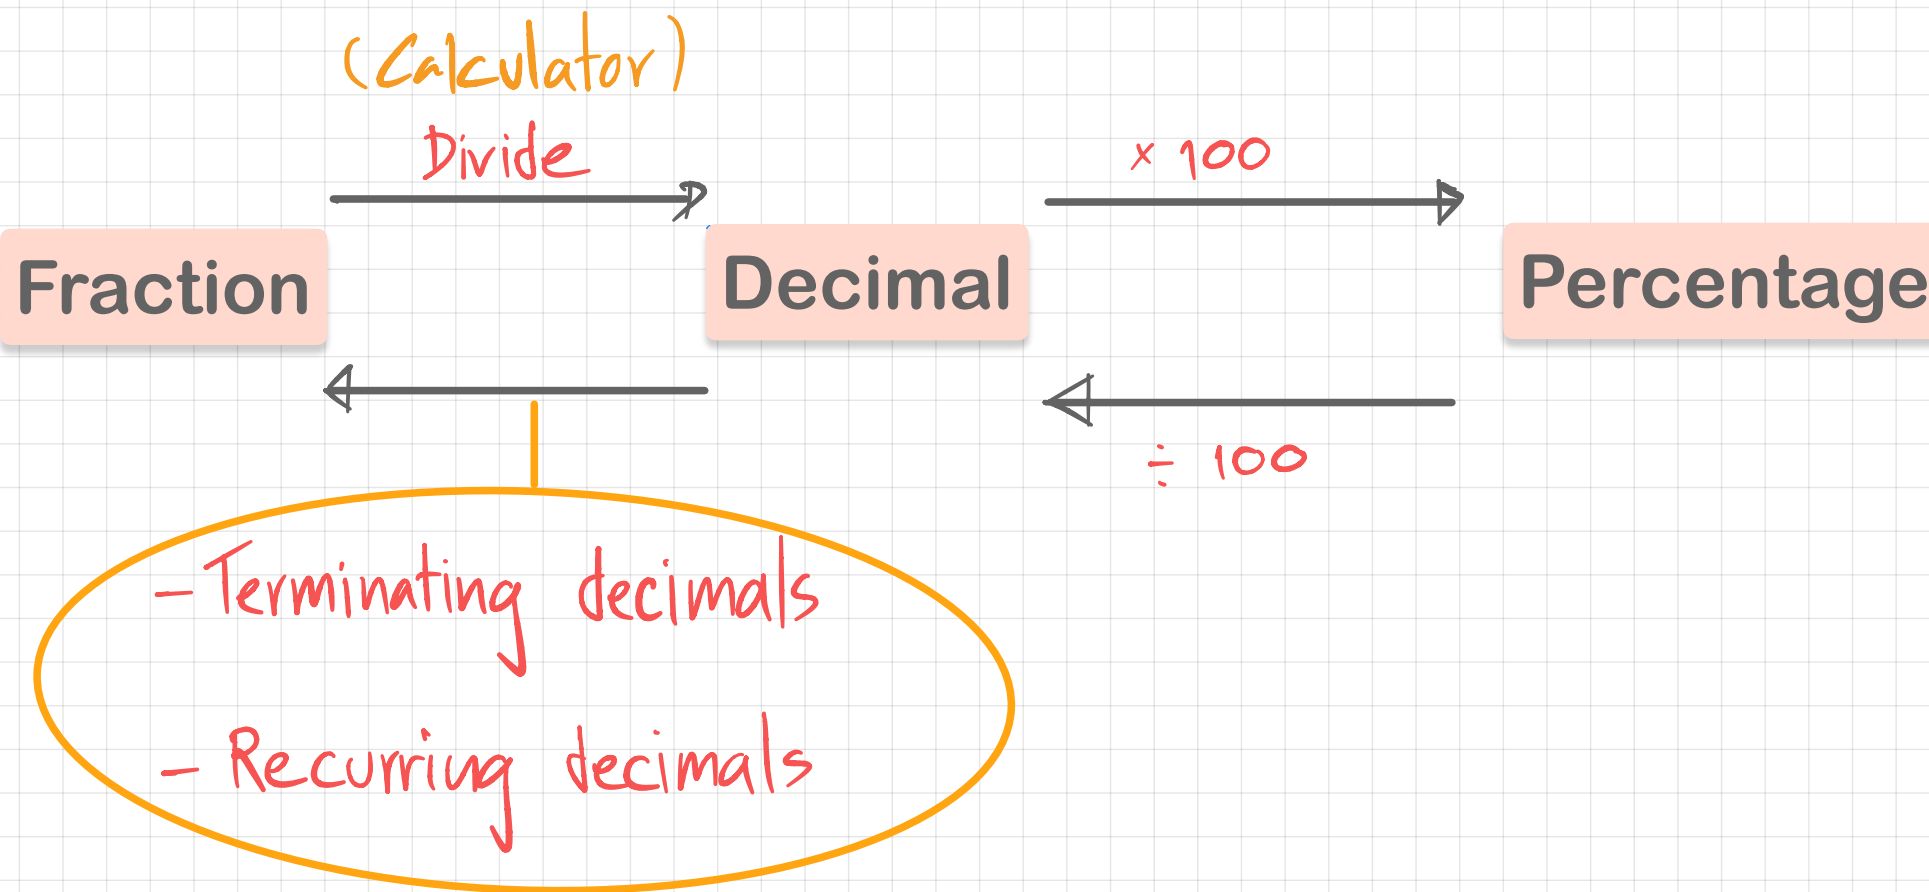 (Calculator)
Divide
× 100
Fraction
Decimal
Percentage
÷ 100
- Terminating decimals
- Recurring decimals